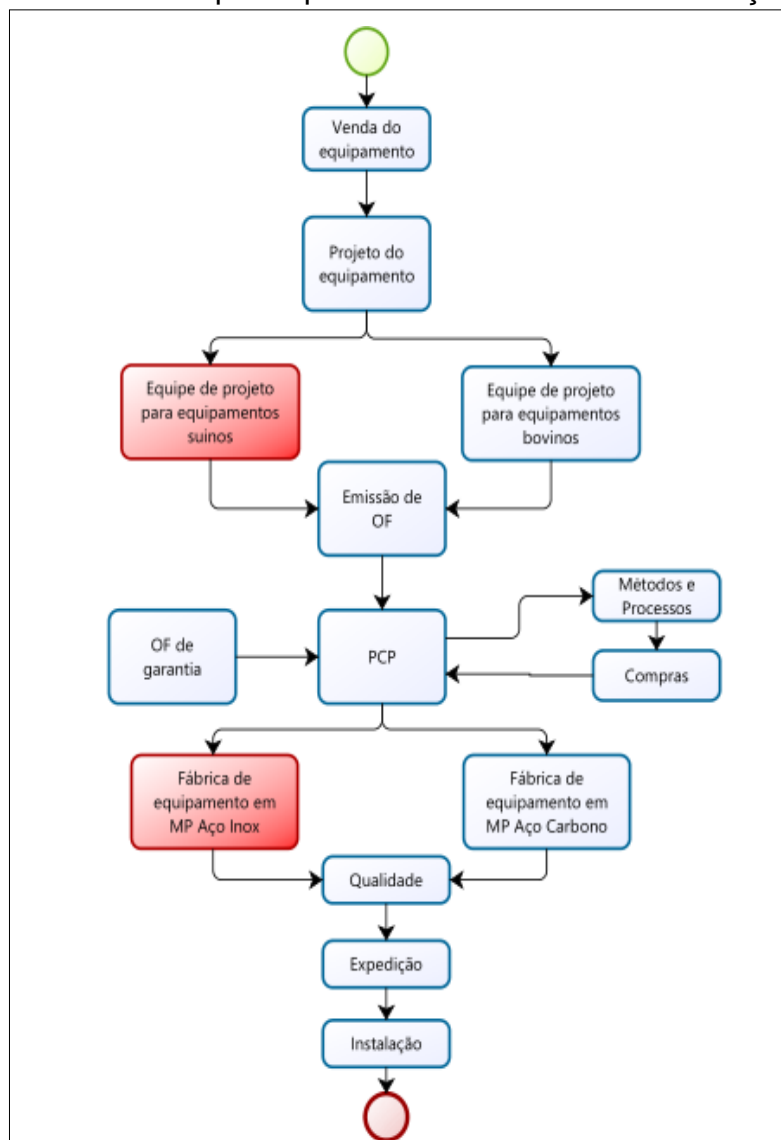 Venda do
equipamento
Projeto do
equipamento
Equipe de projeto
para equipamentos
suinos
Equipe de projeto
para equipamentos
bovinos
Emissão de
OF
Métodos e
Processos
OF de
garantia
PCP
Compras
Fábrica de
equipamento em
MP Aço Inox
Fábrica de
equipamento em
MP Aço Carbono
Qualidade
Expedição
Instalação